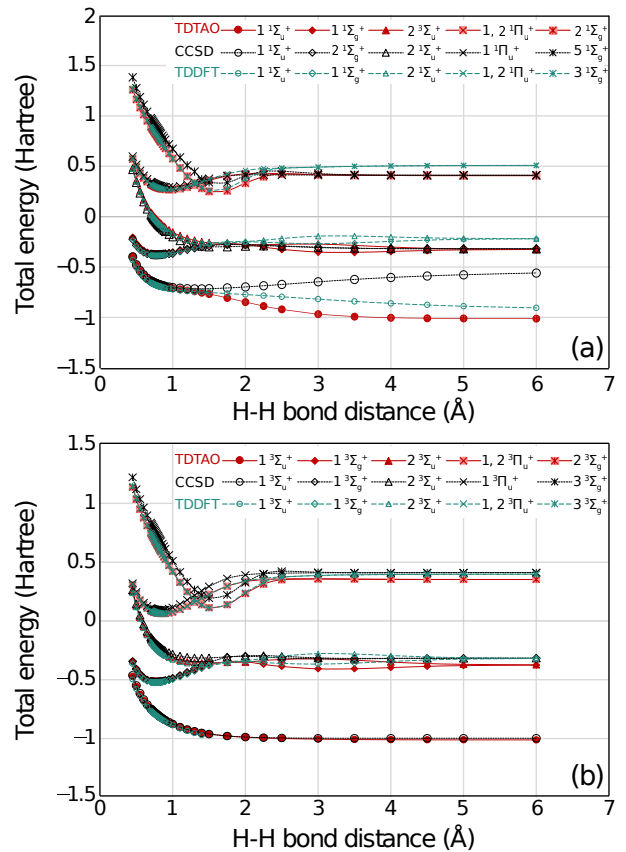 TDTAO 1 ¹Σᵤ⁺ 1 ¹Σg⁺ 2 ³Σᵤ⁺ 1, 2 ¹Πᵤ⁺ 2 ¹Σg⁺
CCSD 1 ¹Σᵤ⁺ 2 ¹Σg⁺ 2 ¹Σᵤ⁺ 1 ¹Πᵤ⁺ 5 ¹Σg⁺
TDDFT 1 ¹Σᵤ⁺ 1 ¹Σg⁺ 2 ¹Σᵤ⁺ 1, 2 ¹Πᵤ⁺ 3 ¹Σg⁺
2
1.5
1
0.5
0
−0.5
−1
−1.5
Total energy (Hartree)
(a)
0 1 2 3 4 5 6 7
H-H bond distance (Å)
TDTAO 1 ³Σᵤ⁺ 1 ³Σg⁺ 2 ³Σᵤ⁺ 1, 2 ³Πᵤ⁺ 2 ³Σg⁺
CCSD 1 ³Σᵤ⁺ 1 ³Σg⁺ 2 ³Σᵤ⁺ 1 ³Πᵤ⁺ 3 ³Σg⁺
TDDFT 1 ³Σᵤ⁺ 1 ³Σg⁺ 2 ³Σᵤ⁺ 1, 2 ³Πᵤ⁺ 3 ³Σg⁺
1.5
1
0.5
0
−0.5
−1
−1.5
Total energy (Hartree)
(b)
0 1 2 3 4 5 6 7
H-H bond distance (Å)